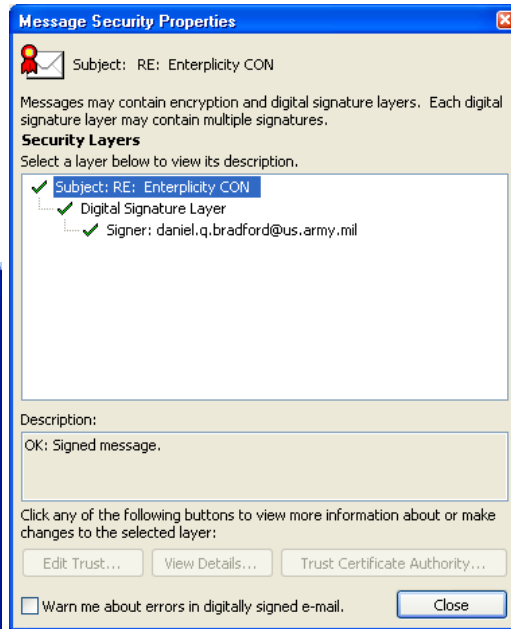 Message Security Properties
Subject: RE: Enterplicity CON
Messages may contain encryption and digital signature layers. Each digital
signature layer may contain multiple signatures.
Security Layers
Select a layer below to view its description.
Subject: RE: Enterplicity CON
Digital Signature Layer
Signer: daniel.q.bradford@us.army.mil
Description:
OK: Signed message.
Click any of the following buttons to view more information about or make
changes to the selected layer:
Edit Trust... View Details... Trust Certificate Authority...
Warn me about errors in digitally signed e-mail. Close